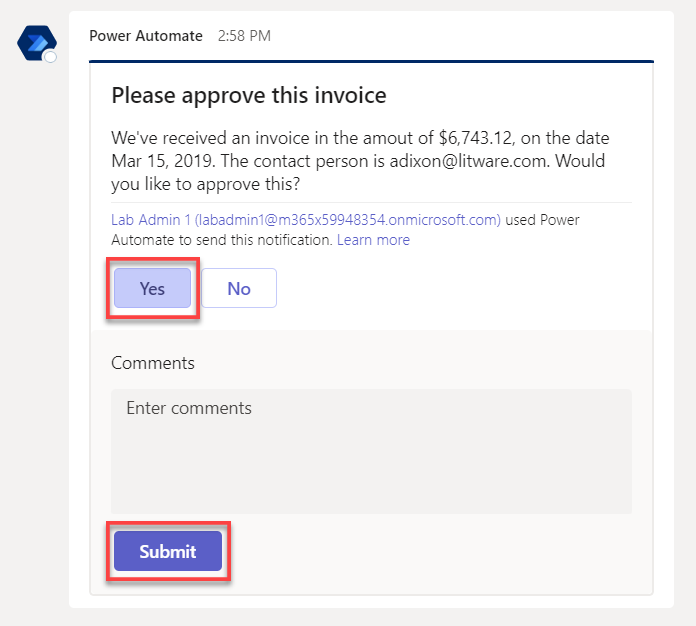 Power Automate 2:58 PM
Please approve this invoice
We've received an invoice in the amout of $6,743.12, on the date
Mar 15, 2019. The contact person is adixon@litware.com. Would
you like to approve this?
Lab Admin 1 (labadmin1@m365x59948354.onmicrosoft.com) used Power
Automate to send this notification. Learn more
Yes No
Comments
Enter comments
Submit